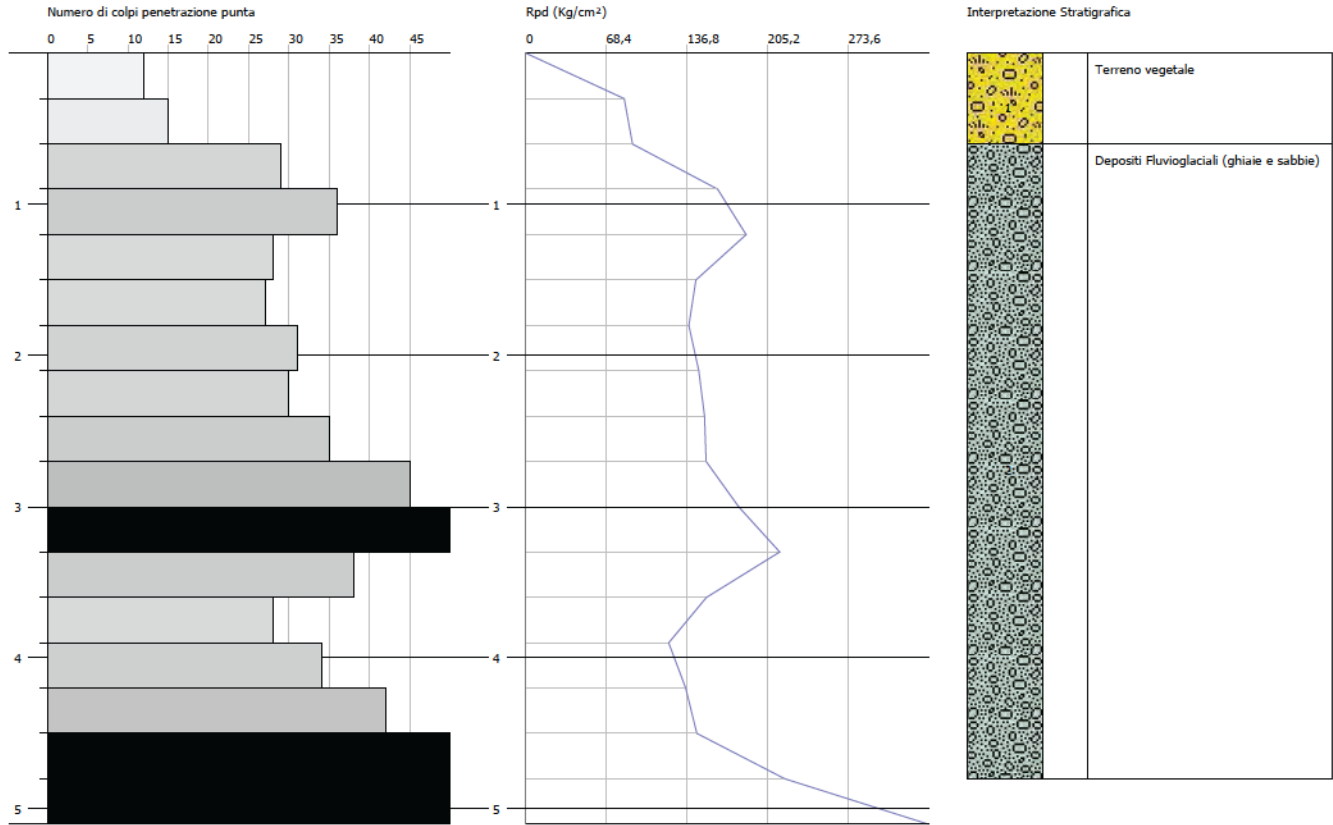 Numero di colpi penetrazione punta
0 5 10 15 20 25 30 35 40 45
1
2
3
4
5
Rpd (Kg/cm²)
0 68,4 136,8 205,2 273,6
1
2
3
4
5
Interpretazione Stratigrafica
1
Terreno vegetale
2
Depositi Fluvioglaciali (ghiaie e sabbie)